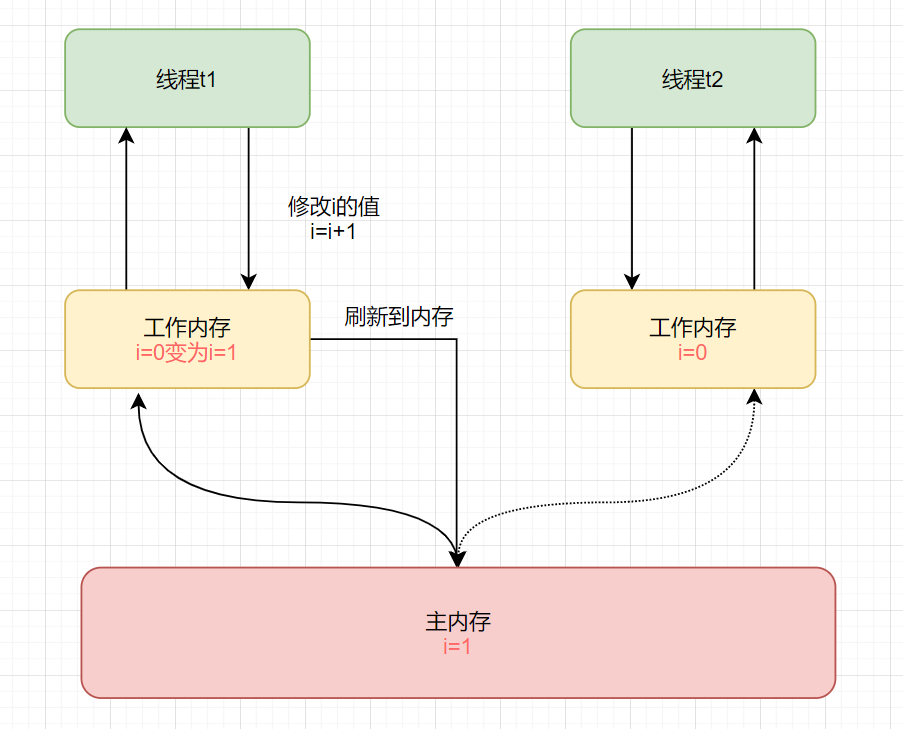 线程t1
线程t2
修改i的值
i=i+1
工作内存
i=0变为i=1
刷新到内存
工作内存
i=0
主内存
i=1